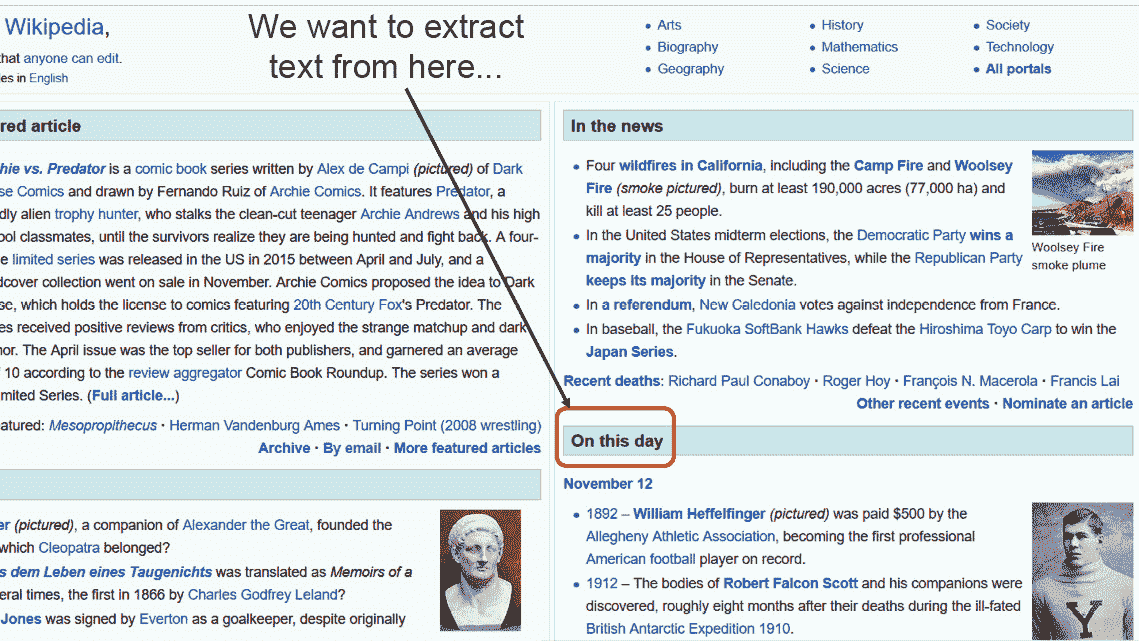 Wikipedia,
that anyone can edit.
les in English
We want to extract
text from here...
Arts
Biography
Geography
History
Mathematics
Science
Society
Technology
All portals
red article
hie vs. Predator is a comic book series written by Alex de Campi (pictured) of Dark
se Comics and drawn by Fernando Ruiz of Archie Comics. It features Predator, a
dly alien trophy hunter, who stalks the clean-cut teenager Archie Andrews and his high
ool classmates, until the survivors realize they are being hunted and fight back. A four-
e limited series was released in the US in 2015 between April and July, and a
dcover collection went on sale in November. Archie Comics proposed the idea to Dark
se, which holds the license to comics featuring 20th Century Fox's Predator. The
es received positive reviews from critics, who enjoyed the strange matchup and dark
nor. The April issue was the top seller for both publishers, and garnered an average
10 according to the review aggregator Comic Book Roundup. The series won a
imited Series. (Full article...)
atured: Mesopropithecus · Herman Vandenburg Ames · Turning Point (2008 wrestling)
Archive · By email · More featured articles
er (pictured), a companion of Alexander the Great, founded the
which Cleopatra belonged?
s dem Leben eines Taugenichts was translated as Memoirs of a
eral times, the first in 1866 by Charles Godfrey Leland?
Jones was signed by Everton as a goalkeeper, despite originally
In the news
Four wildfires in California, including the Camp Fire and Woolsey
Fire (smoke pictured), burn at least 190,000 acres (77,000 ha) and
kill at least 25 people.
In the United States midterm elections, the Democratic Party wins a
majority in the House of Representatives, while the Republican Party
keeps its majority in the Senate.
In a referendum, New Caledonia votes against independence from France.
In baseball, the Fukuoka SoftBank Hawks defeat the Hiroshima Toyo Carp to win the
Japan Series.
Woolsey Fire
smoke plume
Recent deaths: Richard Paul Conaboy · Roger Hoy · François N. Macerola · Francis Lai
Other recent events · Nominate an article
On this day
November 12
1892 – William Heffelfinger (pictured) was paid $500 by the
Allegheny Athletic Association, becoming the first professional
American football player on record.
1912 – The bodies of Robert Falcon Scott and his companions were
discovered, roughly eight months after their deaths during the ill-fated
British Antarctic Expedition 1910.
Y